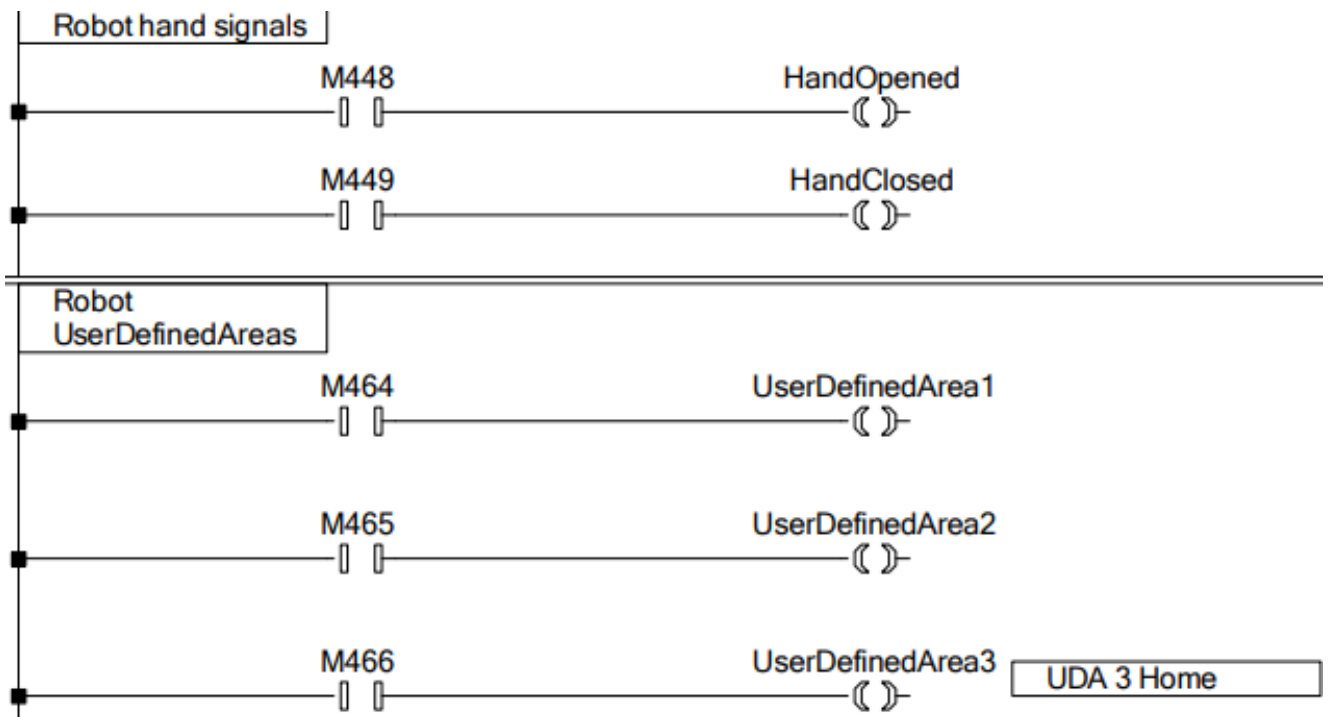 Robot hand signals
M448 HandOpened
M449 HandClosed
Robot
UserDefinedAreas
M464 UserDefinedArea1
M465 UserDefinedArea2
M466 UserDefinedArea3 UDA 3 Home